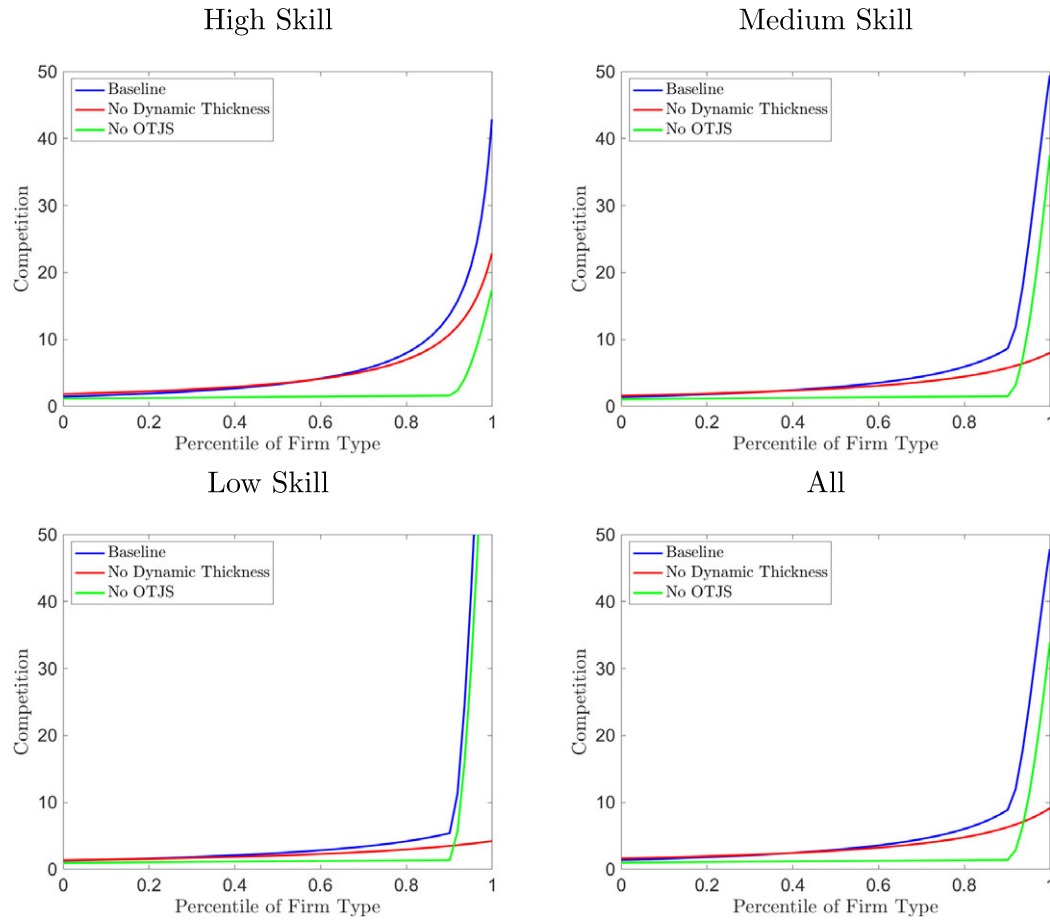 High Skill
50
40
30
20
10
0
Competition
Baseline
No Dynamic Thickness
No OTJS
0 0.2 0.4 0.6 0.8 1
Percentile of Firm Type
Medium Skill
50
40
30
20
10
0
Competition
Baseline
No Dynamic Thickness
No OTJS
0 0.2 0.4 0.6 0.8 1
Percentile of Firm Type
Low Skill
50
40
30
20
10
0
Competition
Baseline
No Dynamic Thickness
No OTJS
0 0.2 0.4 0.6 0.8 1
Percentile of Firm Type
All
50
40
30
20
10
0
Competition
Baseline
No Dynamic Thickness
No OTJS
0 0.2 0.4 0.6 0.8 1
Percentile of Firm Type